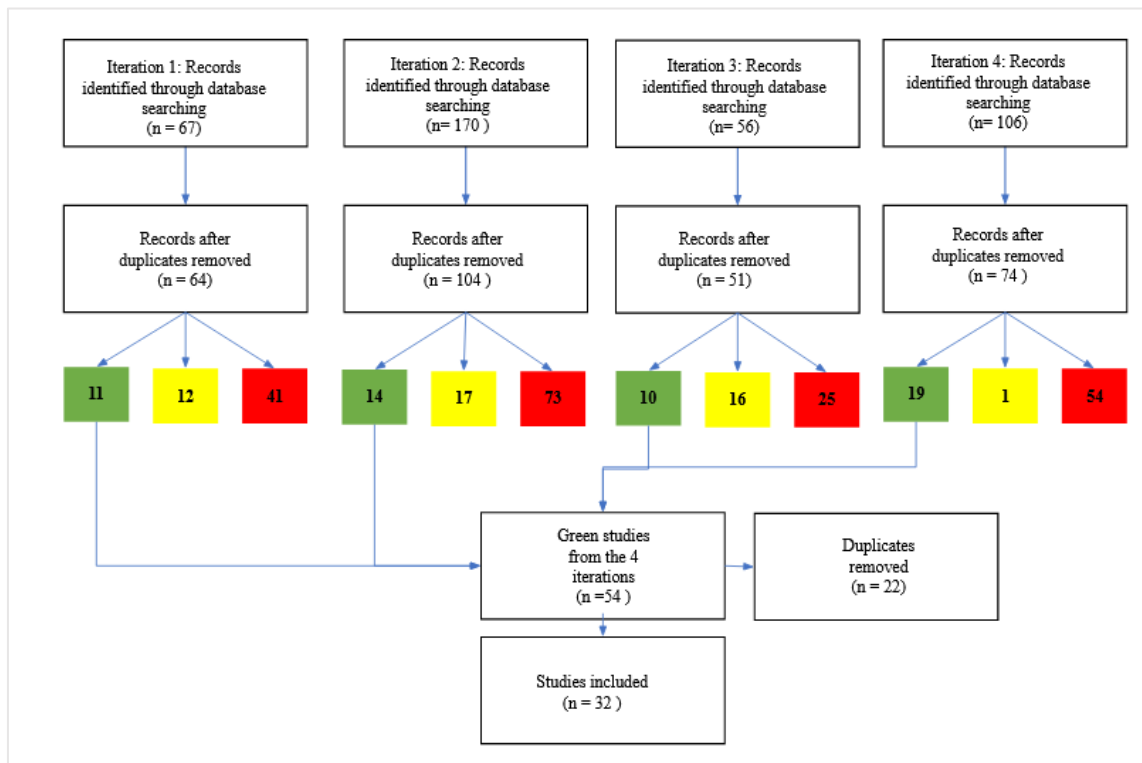 Iteration 1: Records
identified through database
searching
(n = 67)
Iteration 2: Records
identified through database
searching
(n= 170 )
Iteration 3: Records
identified through database
searching
(n= 56)
Iteration 4: Records
identified through database
searching
(n= 106)
Records after
duplicates removed
(n = 64)
Records after
duplicates removed
(n = 104 )
Records after
duplicates removed
(n = 51)
Records after
duplicates removed
(n = 74 )
11
12
41
14
17
73
10
16
25
19
1
54
Green studies
from the 4
iterations
(n =54 )
Duplicates
removed
(n = 22)
Studies included
(n = 32 )